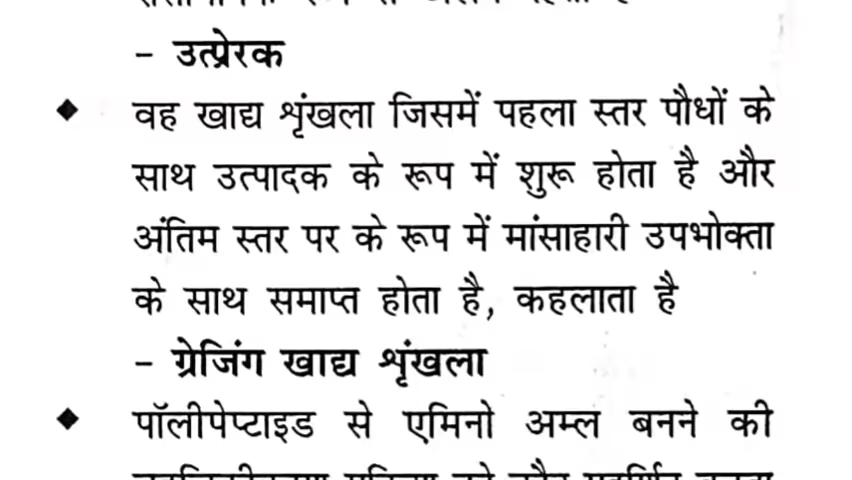 – उत्प्रेरक
◆ वह खाद्य शृंखला जिसमें पहला स्तर पौधों के
साथ उत्पादक के रूप में शुरू होता है और
अंतिम स्तर पर के रूप में मांसाहारी उपभोक्ता
के साथ समाप्त होता है, कहलाता है
– ग्रेजिंग खाद्य शृंखला
◆ पॉलीपेप्टाइड से एमिनो अम्ल बनने की